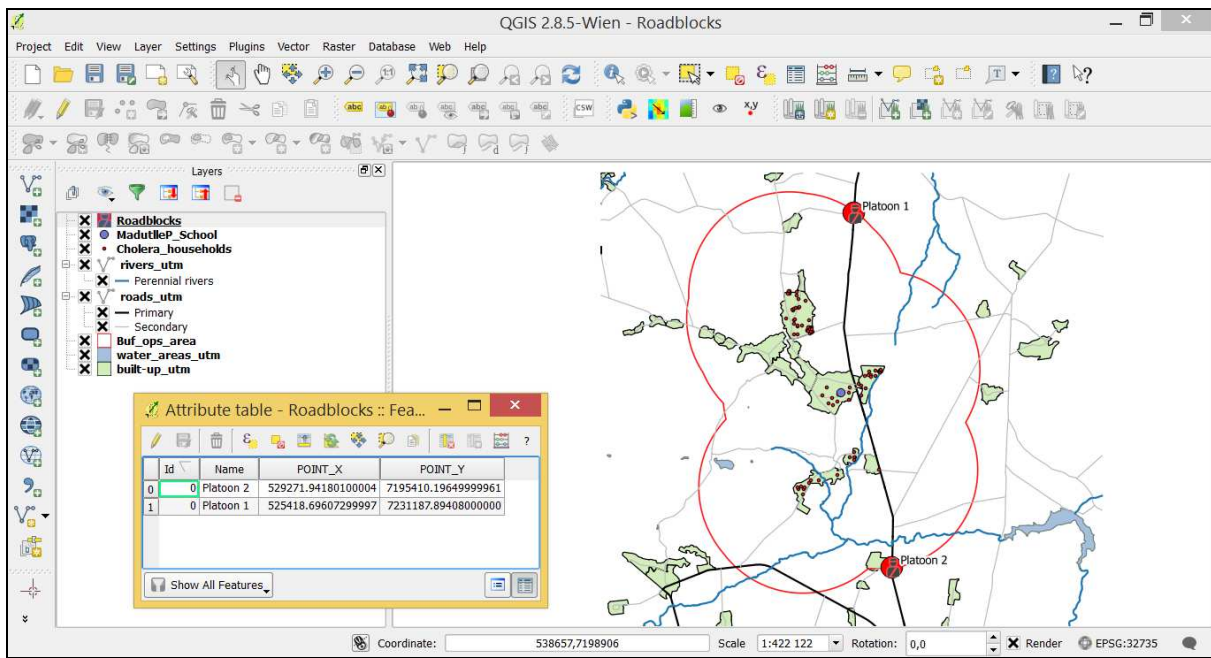 QGIS 2.8.5-Wien - Roadblocks
Project Edit View Layer Settings Plugins Vector Raster Database Web Help
Layers
Roadblocks
MadutlleP_School
Cholera_households
rivers_utm
Perennial rivers
roads_utm
Primary
Secondary
Buf_ops_area
water_areas_utm
built-up_utm
Platoon 1
Platoon 2
Attribute table - Roadblocks :: Fea...
Id Name POINT_X POINT_Y
0 0 Platoon 2 529271.94180100004 7195410.19649999961
1 0 Platoon 1 525418.69607299997 7231187.89408000000
Show All Features
Coordinate: 538657,7198906 Scale 1:422 122 Rotation: 0,0 Render EPSG:32735